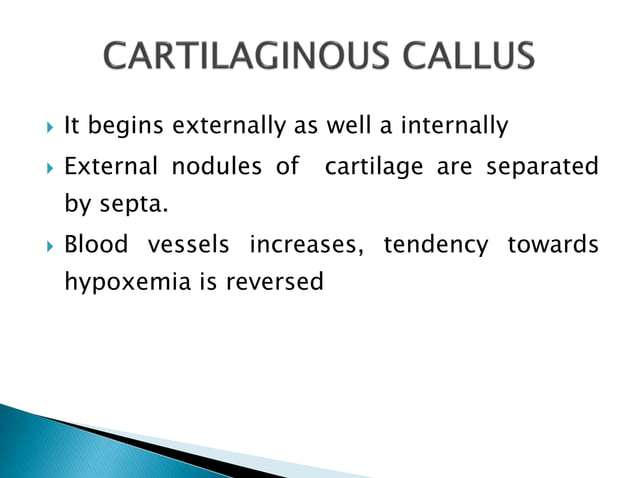 CARTILAGINOUS CALLUS
It begins externally as well a internally
External nodules of cartilage are separated
by septa.
Blood vessels increases, tendency towards
hypoxemia is reversed